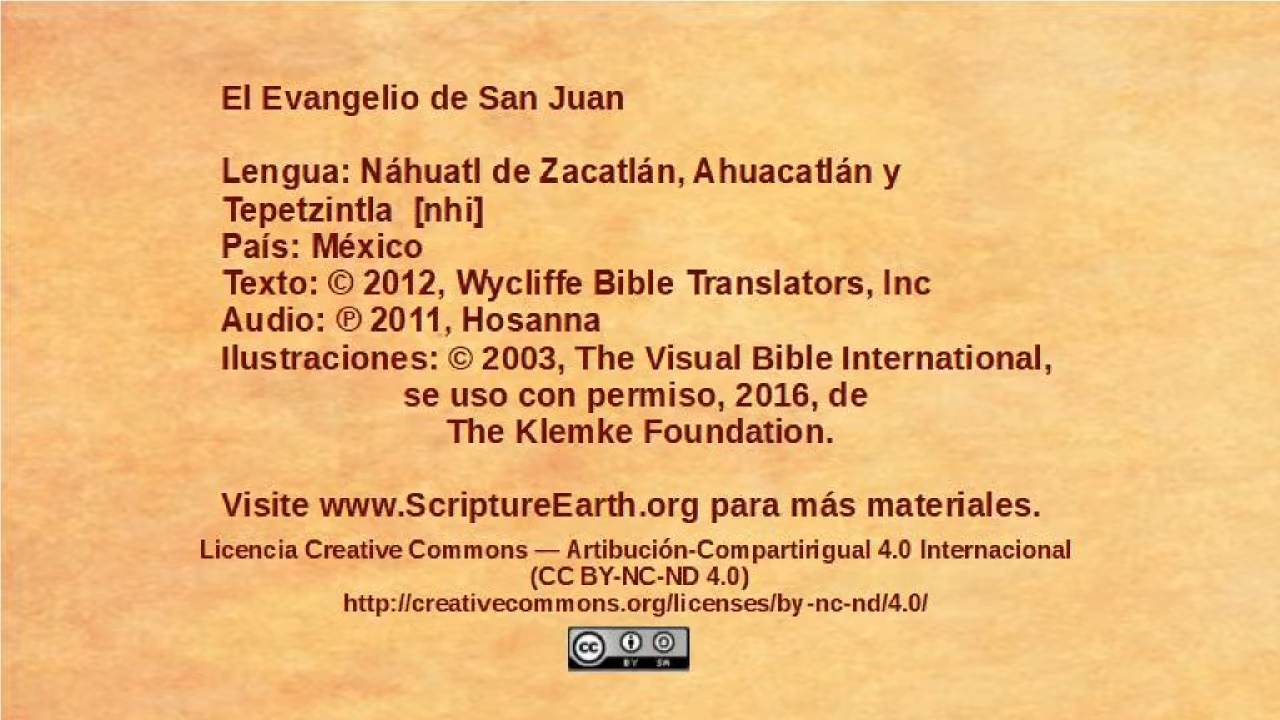 El Evangelio de San Juan
Lengua: Náhuatl de Zacatlán, Ahuacatlán y
Tepetzintla [nhi]
País: México
Texto: © 2012, Wycliffe Bible Translators, Inc
Audio: ℗ 2011, Hosanna
Ilustraciones: © 2003, The Visual Bible International,
se uso con permiso, 2016, de
The Klemke Foundation.
Visite www.ScriptureEarth.org para más materiales.
Licencia Creative Commons — Artibución-Compartirigual 4.0 Internacional
(CC BY-NC-ND 4.0)
http://creativecommons.org/licenses/by-nc-nd/4.0/
cc BY SA